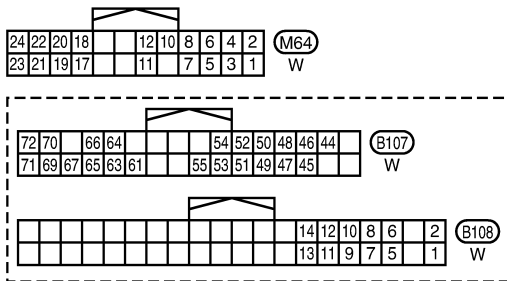 24 22 20 18 12 10 8 6 4 2 M64
23 21 19 17 11 7 5 3 1 W
72 70 66 64 54 52 50 48 46 44 B107
71 69 67 65 63 61 55 53 51 49 47 45 W
14 12 10 8 6 2 B108
13 11 9 7 5 1 W